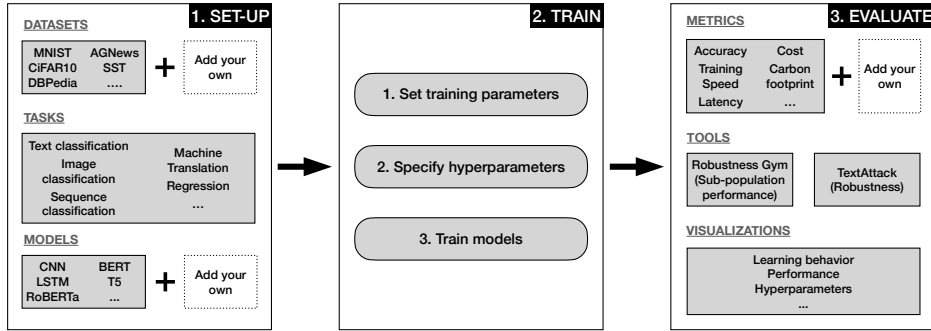 1. SET-UP
DATASETS
MNIST AGNews
CiFAR10 SST
DBPedia ....
+
Add your
own
TASKS
Text classification
Image
classification
Sequence
classification
Machine
Translation
Regression
...
MODELS
CNN BERT
LSTM T5
RoBERTa ...
+
Add your
own
2. TRAIN
1. Set training parameters
2. Specify hyperparameters
3. Train models
3. EVALUATE
METRICS
Accuracy
Training
Speed
Latency
Cost
Carbon
footprint
...
+
Add your
own
TOOLS
Robustness Gym
(Sub-population
performance)
TextAttack
(Robustness)
VISUALIZATIONS
Learning behavior
Performance
Hyperparameters
...